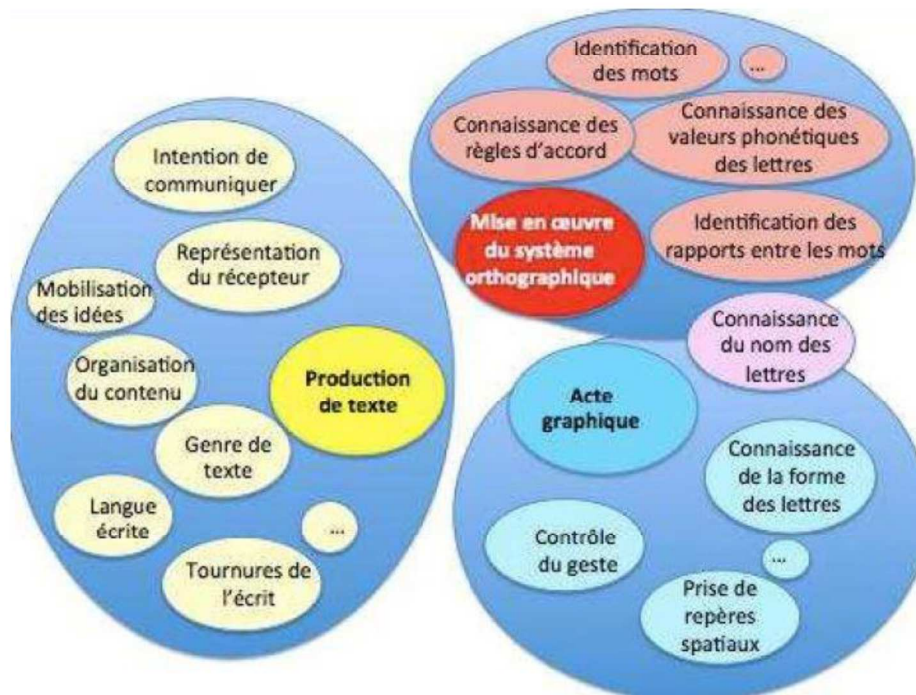 Intention de
communiquer
Représentation
du récepteur
Mobilisation
des idées
Organisation
du contenu
Production
de texte
Genre de
texte
Langue
écrite
...
Tournures de
l'écrit
Identification
des mots
...
Connaissance des
règles d'accord
Connaissance des
valeurs phonétiques
des lettres
Mise en œuvre
du système
orthographique
Identification des
rapports entre les mots
Connaissance
du nom des
lettres
Acte
graphique
Connaissance
de la forme
des lettres
Contrôle
du geste
...
Prise de
repères
spatiaux